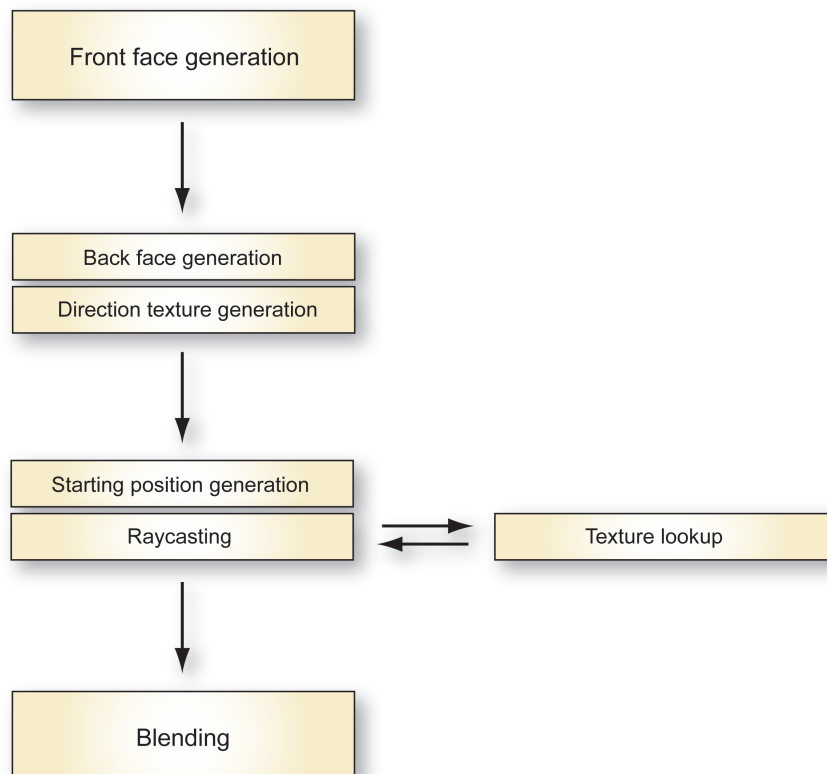 Front face generation
Back face generation
Direction texture generation
Starting position generation
Raycasting
Texture lookup
Blending